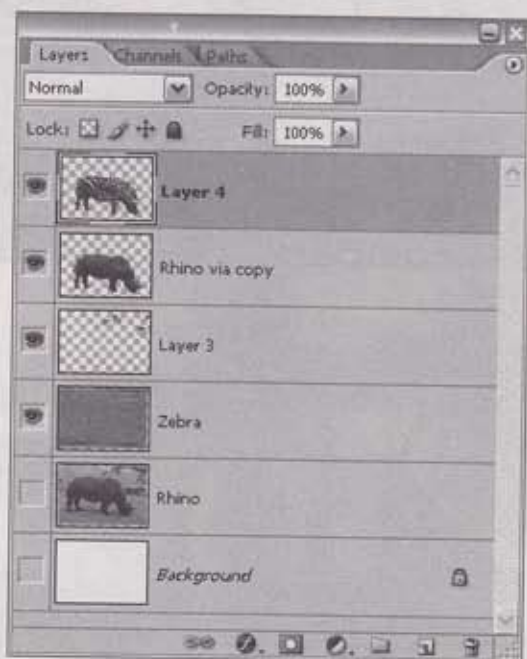 Layers Channels Paths
Normal Opacity: 100%
Lock: Fill: 100%
Layer 4
Rhino via copy
Layer 3
Zebra
Rhino
Background